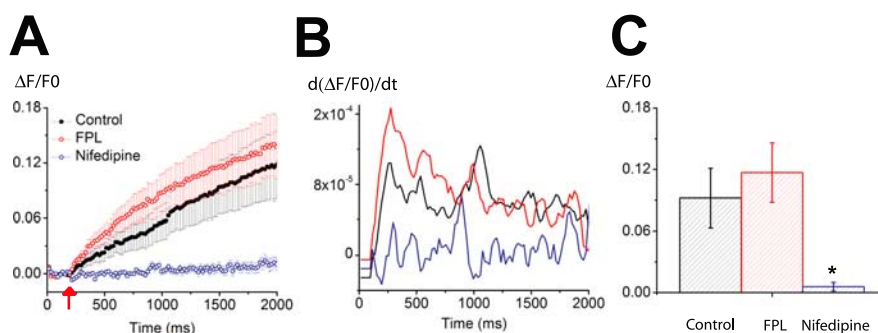 A
B
C
ΔF/F0
0.18
0.12
0.06
0.00
Control
FPL
Nifedipine
0
500
1000
1500
2000
Time (ms)
d(ΔF/F0)/dt
2x10⁻⁴
8x10⁻⁵
0
0
500
1000
1500
2000
Time (ms)
ΔF/F0
0.18
0.12
0.06
0.00
*
Control FPL Nifedipine